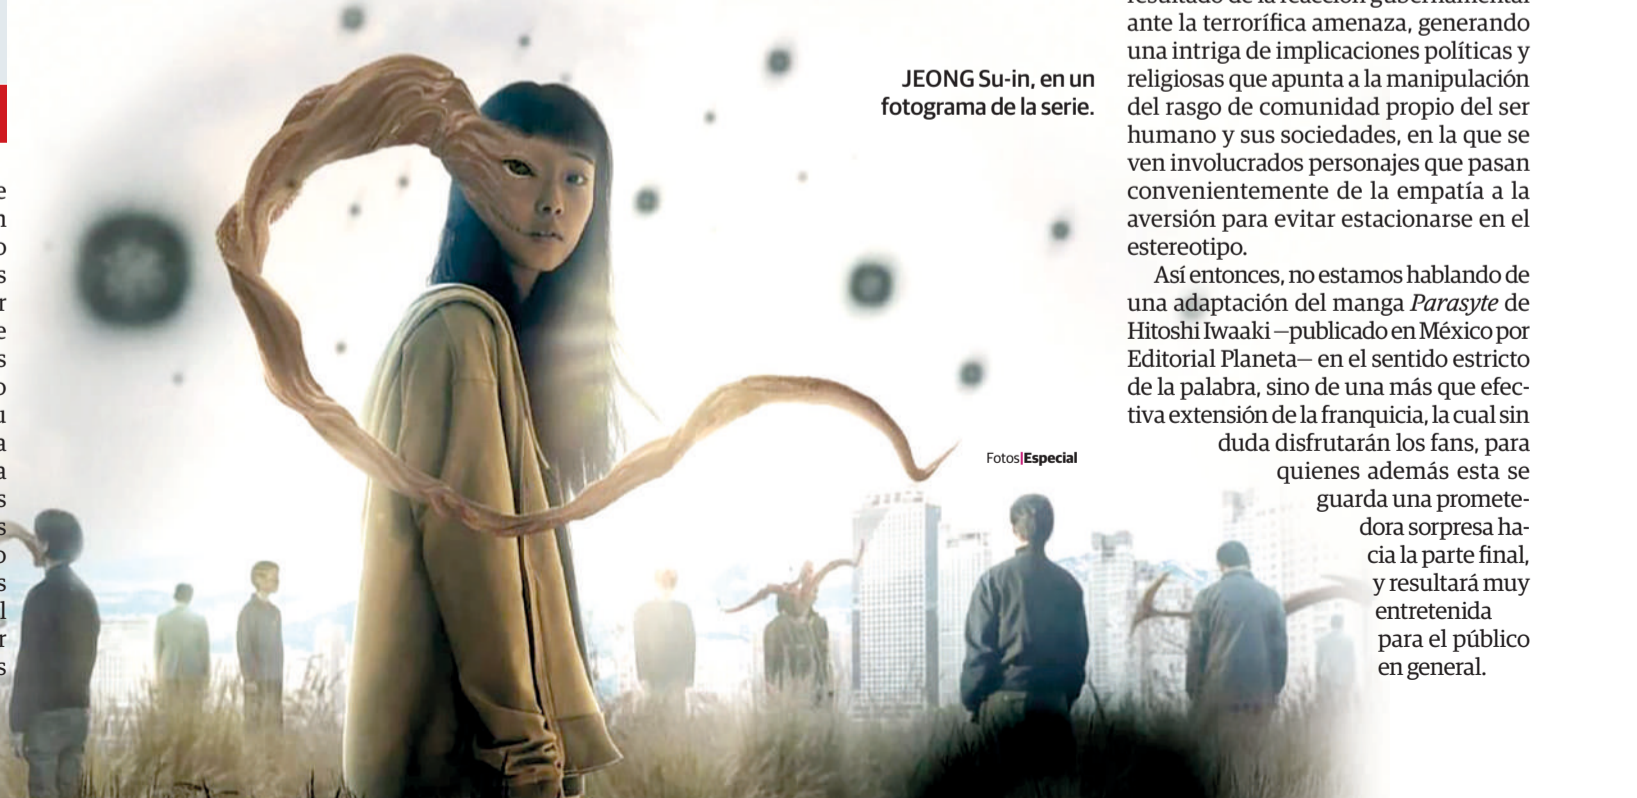 JEONG Su-in, en un
fotograma de la serie.
Fotos|Especial
ante la terrorífica amenaza, generando
una intriga de implicaciones políticas y
religiosas que apunta a la manipulación
del rasgo de comunidad propio del ser
humano y sus sociedades, en la que se
ven involucrados personajes que pasan
convenientemente de la empatía a la
aversión para evitar estacionarse en el
estereotipo.
Así entonces, no estamos hablando de
una adaptación del manga Parasyte de
Hitoshi Iwaaki —publicado en México por
Editorial Planeta— en el sentido estricto
de la palabra, sino de una más que efec-
tiva extensión de la franquicia, la cual sin
duda disfrutarán los fans, para
quienes además esta se
guarda una promete-
dora sorpresa ha-
cia la parte final,
y resultará muy
entretenida
para el público
en general.